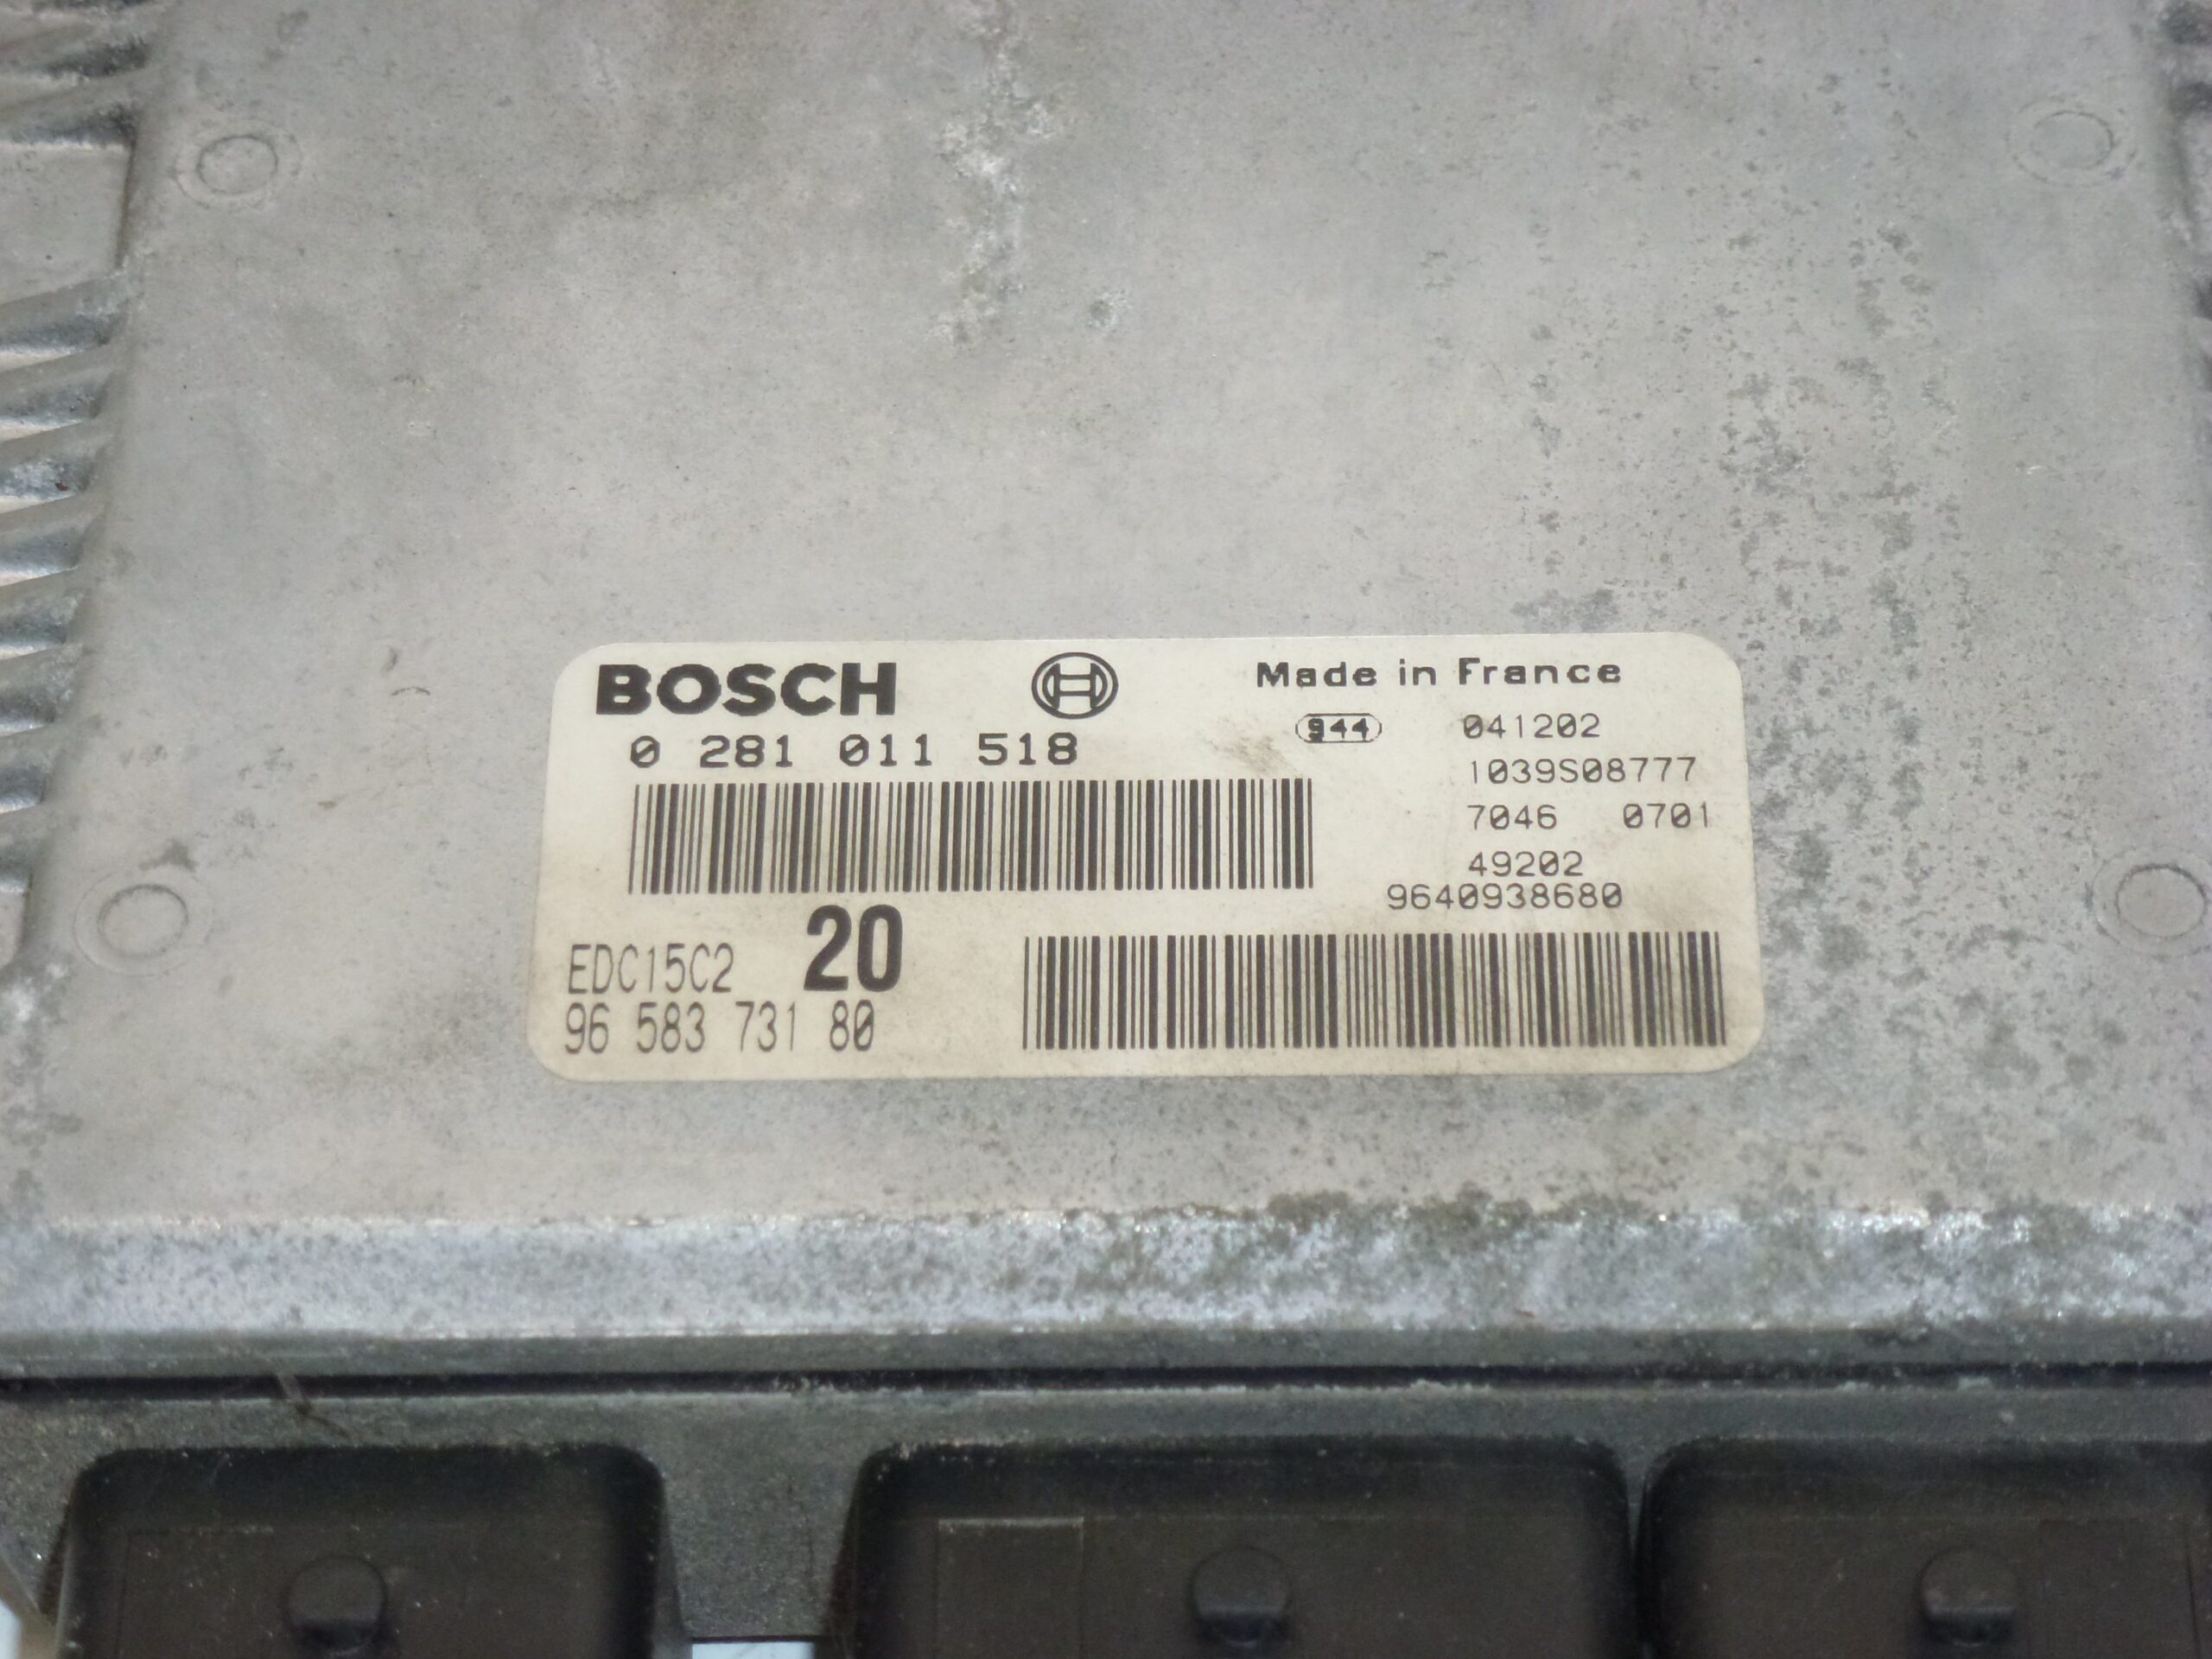 BOSCH
Made in France
0 281 011 518
944 041202
1039S08777
7046 0701
49202
9640938680
EDC15C2 20
96 583 731 80